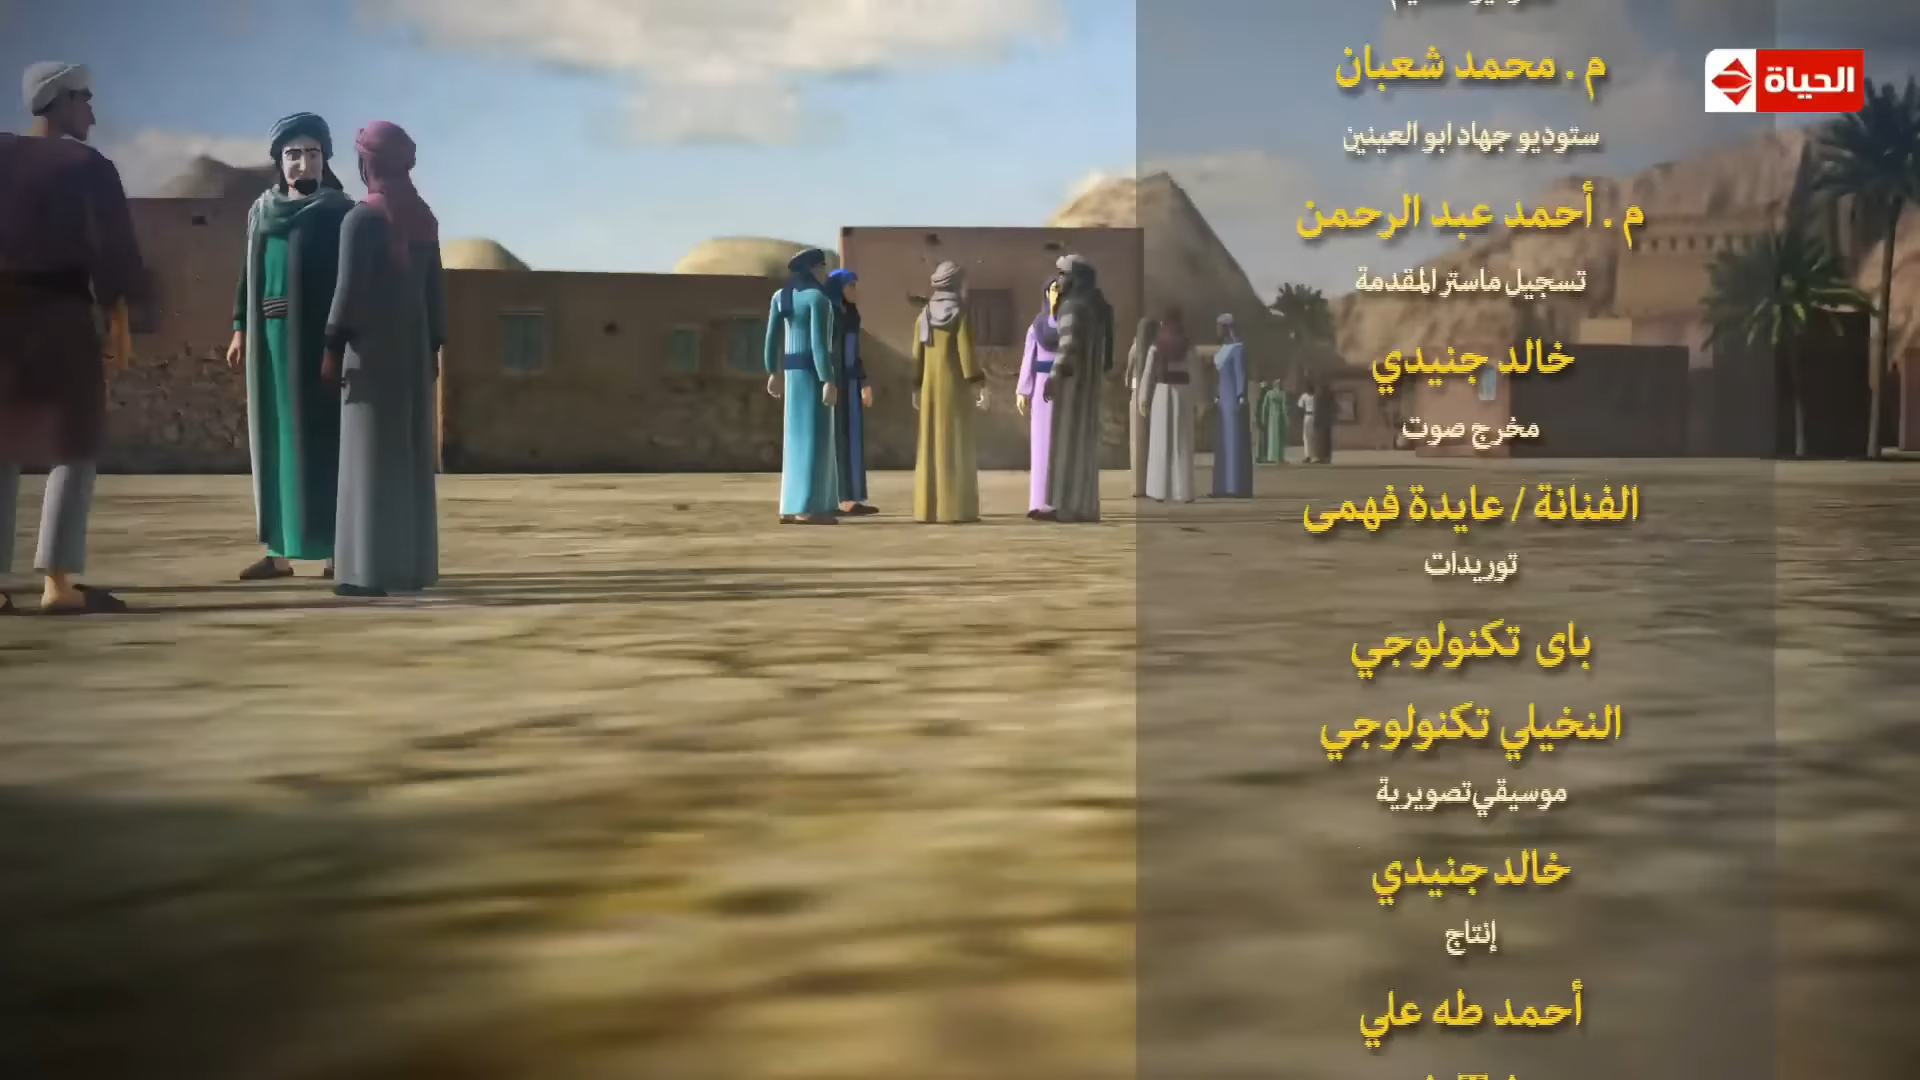 م . محمد شعبان
الحياة
ستوديو جهاد ابو العينين
م . أحمد عبد الرحمن
تسجيل ماستر المقدمة
خالد جنيدي
مخرج صوت
الفنانة / عايدة فهمى
توريدات
باى تكنولوجي
النخيلي تكنولوجي
موسيقي تصويرية
خالد جنيدي
إنتاج
أحمد طه علي